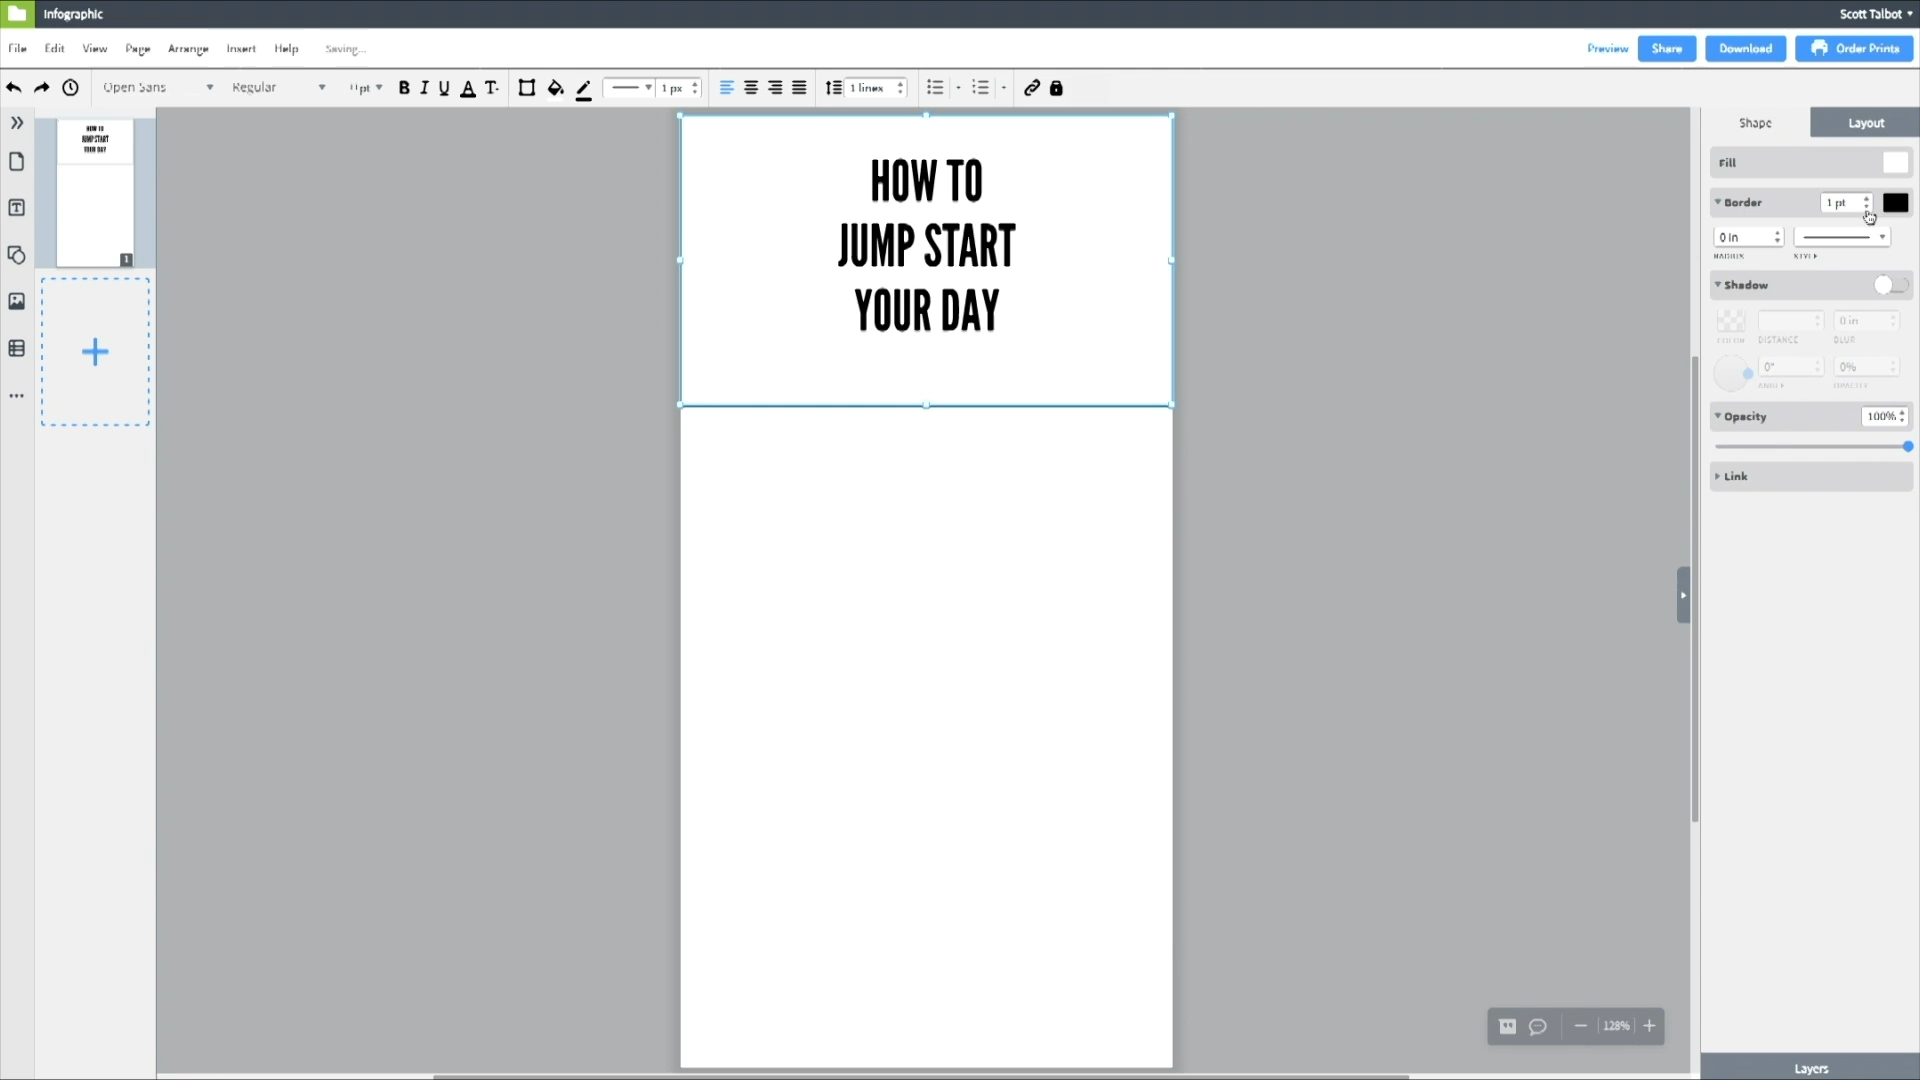 Infographic
Scott Talbot
File Edit View Page Arrange Insert Help Saving...
Preview Share Download Order Prints
Open Sans Regular 11pt B I U A T 1 px 1 lines
HOW TO
JUMP START
YOUR DAY
1
HOW TO
JUMP START
YOUR DAY
Shape Layout
Fill
Border 1 pt
0 in
RADIUS STYLE
Shadow
0 in
COLOR DISTANCE BLUR
0° 0%
ANGLE OPACITY
Opacity 100%
Link
128%
Layers